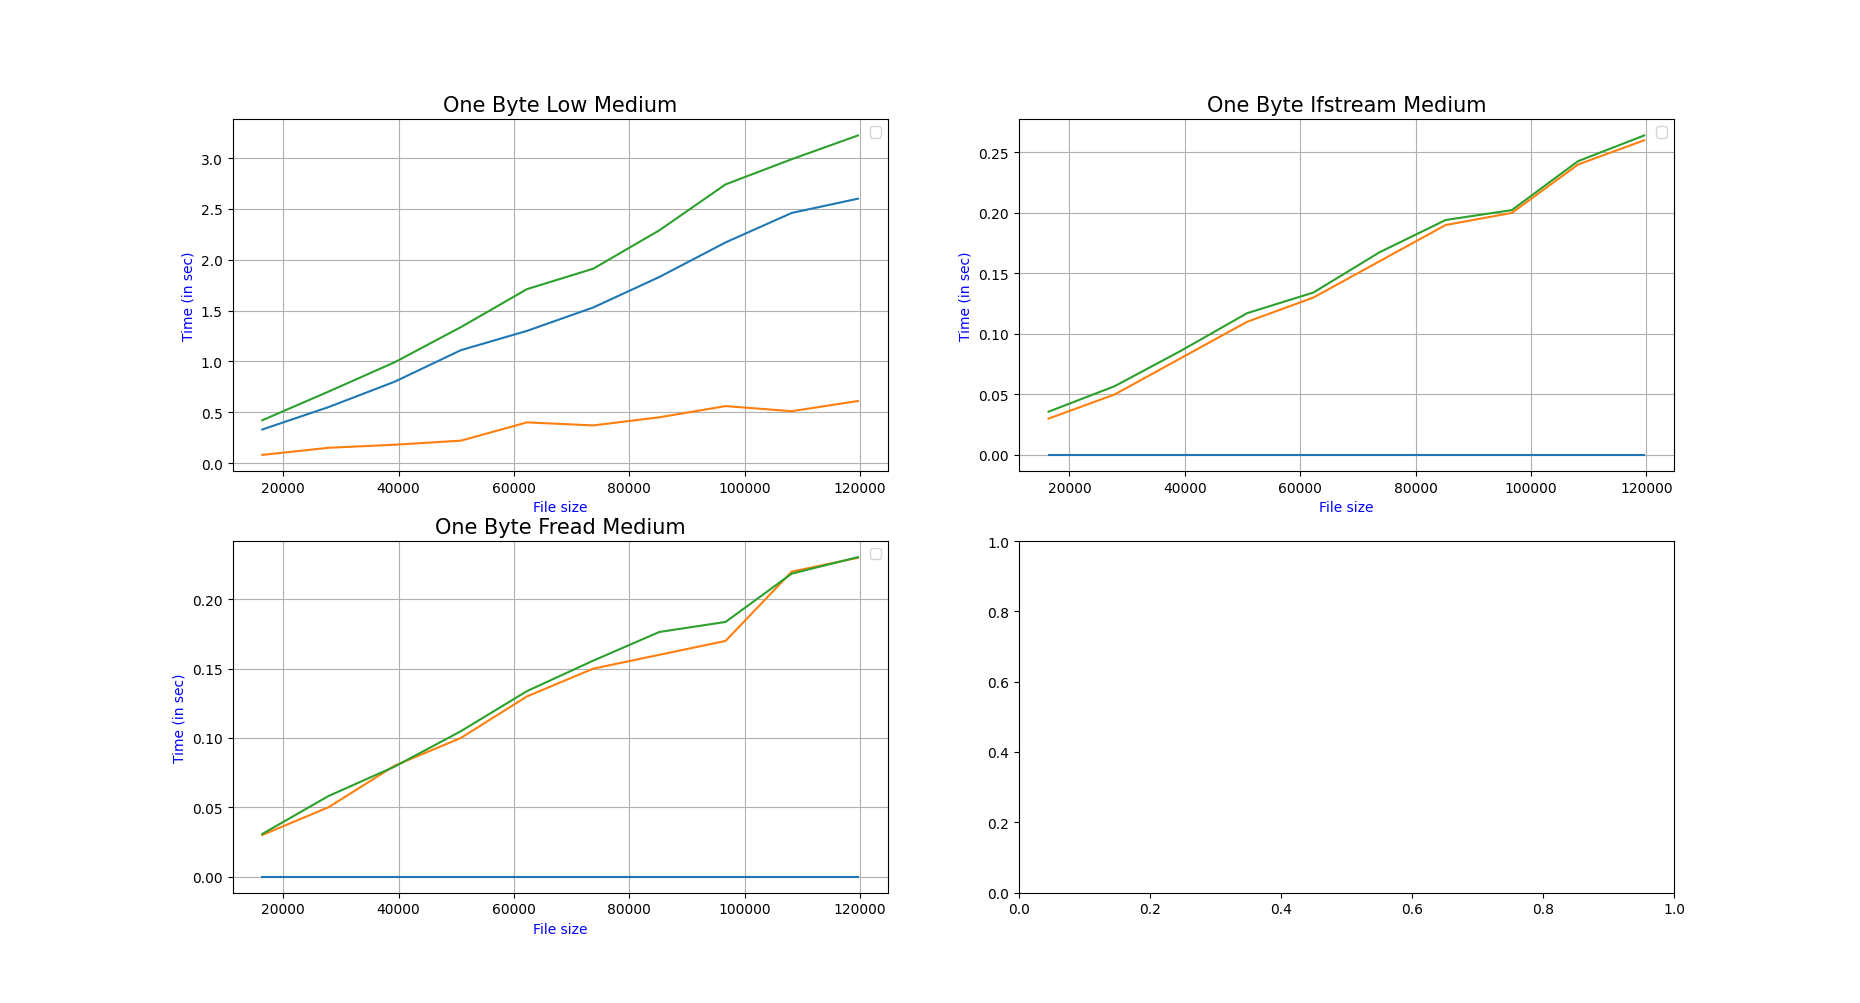 One Byte Low Medium
3.0
2.5
2.0
1.5
1.0
0.5
0.0
Time (in sec)
20000 40000 60000 80000 100000 120000
File size
One Byte Ifstream Medium
0.25
0.20
0.15
0.10
0.05
0.00
Time (in sec)
20000 40000 60000 80000 100000 120000
File size
One Byte Fread Medium
0.20
0.15
0.10
0.05
0.00
Time (in sec)
20000 40000 60000 80000 100000 120000
File size
1.0
0.8
0.6
0.4
0.2
0.0
0.0 0.2 0.4 0.6 0.8 1.0